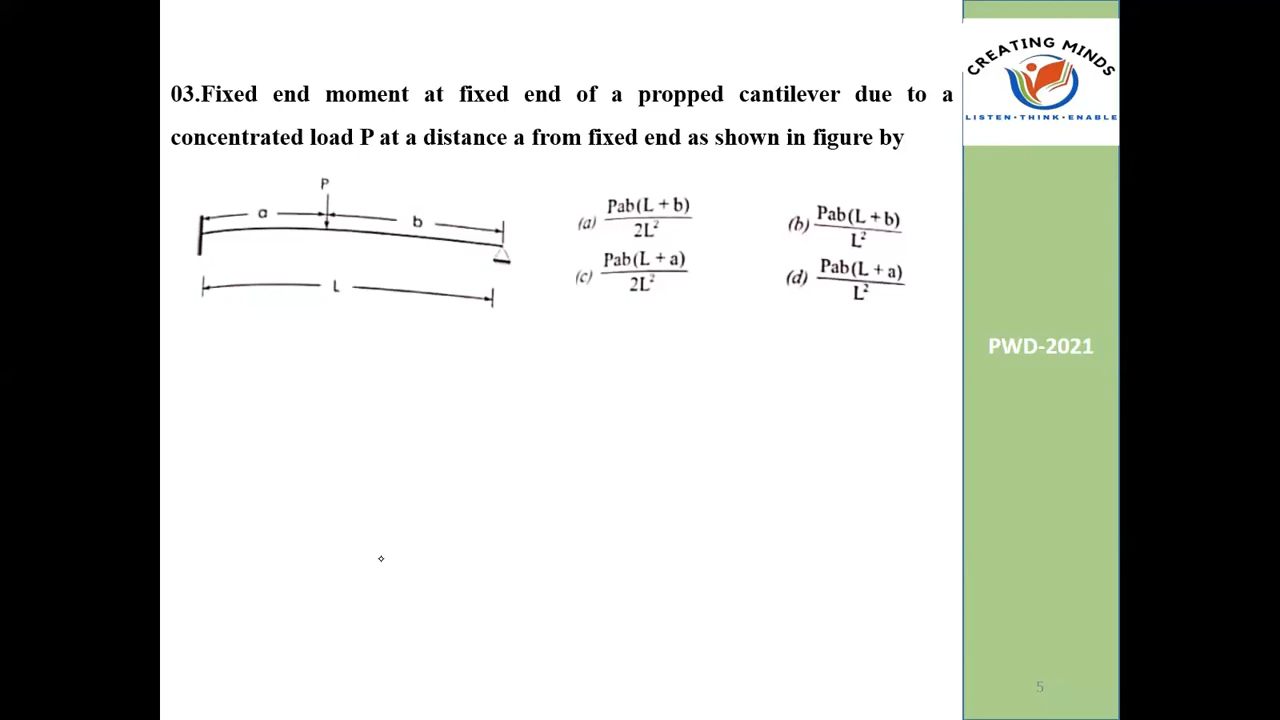 CREATING MINDS
LISTEN • THINK • ENABLE
03.Fixed end moment at fixed end of a propped cantilever due to a
concentrated load P at a distance a from fixed end as shown in figure by
P
a
b
L
(a) Pab(L + b) / 2L²
(b) Pab(L + b) / L²
(c) Pab(L + a) / 2L²
(d) Pab(L + a) / L²
PWD-2021
5